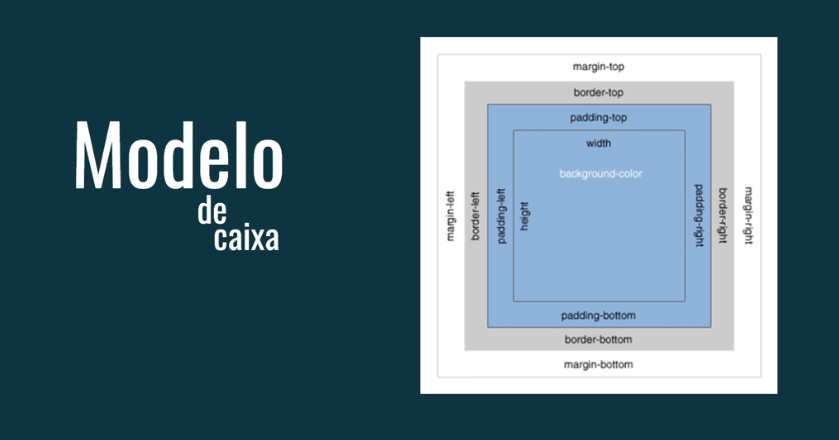 Modelo
de
caixa
margin-top
border-top
padding-top
width
background-color
margin-left
border-left
padding-left
height
padding-right
border-right
margin-right
padding-bottom
border-bottom
margin-bottom